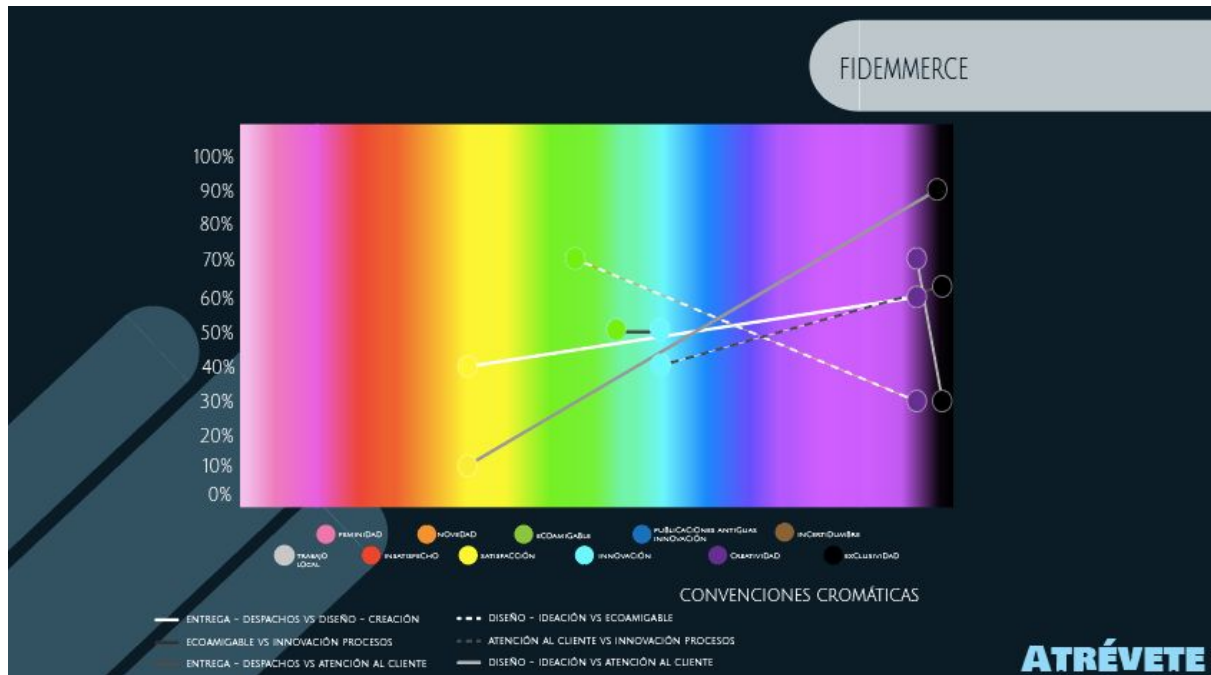 FIDEMMERCE
100%
90%
80%
70%
60%
50%
40%
30%
20%
10%
0%
FEMINIDAD
NOVEDAD
ECOAMIGABLE
PUBLICACIONES ANTIGUAS
INNOVACIÓN
INCERTIDUMBRE
TRABAJO
LOCAL
INSATISFECHO
SATISFACCIÓN
INNOVACIÓN
CREATIVIDAD
EXCLUSIVIDAD
CONVENCIONES CROMÁTICAS
ENTREGA - DESPACHOS VS DISEÑO - CREACIÓN
DISEÑO - IDEACIÓN VS ECOAMIGABLE
ECOAMIGABLE VS INNOVACIÓN PROCESOS
ATENCIÓN AL CLIENTE VS INNOVACIÓN PROCESOS
ENTREGA - DESPACHOS VS ATENCIÓN AL CLIENTE
DISEÑO - IDEACIÓN VS ATENCIÓN AL CLIENTE
ATRÉVETE